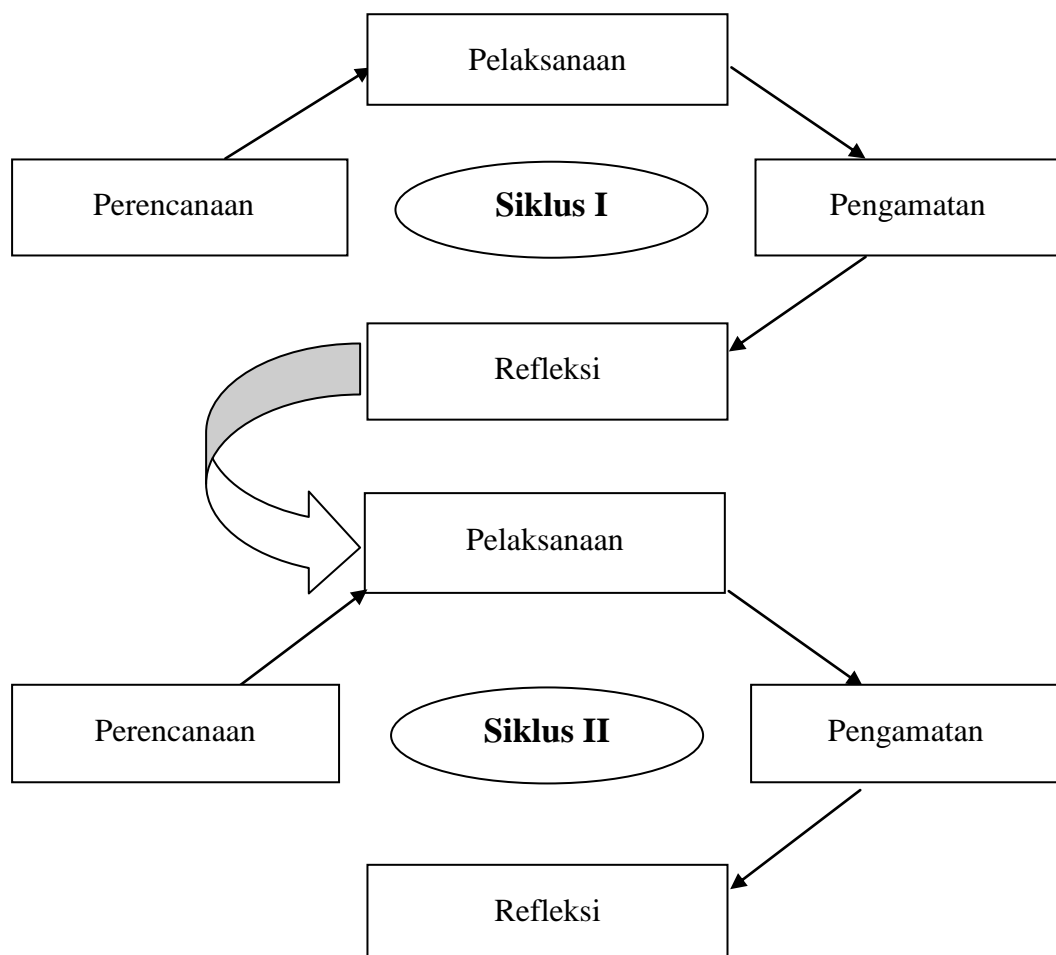 Pelaksanaan
Perencanaan
Siklus I
Pengamatan
Refleksi
Pelaksanaan
Perencanaan
Siklus II
Pengamatan
Refleksi